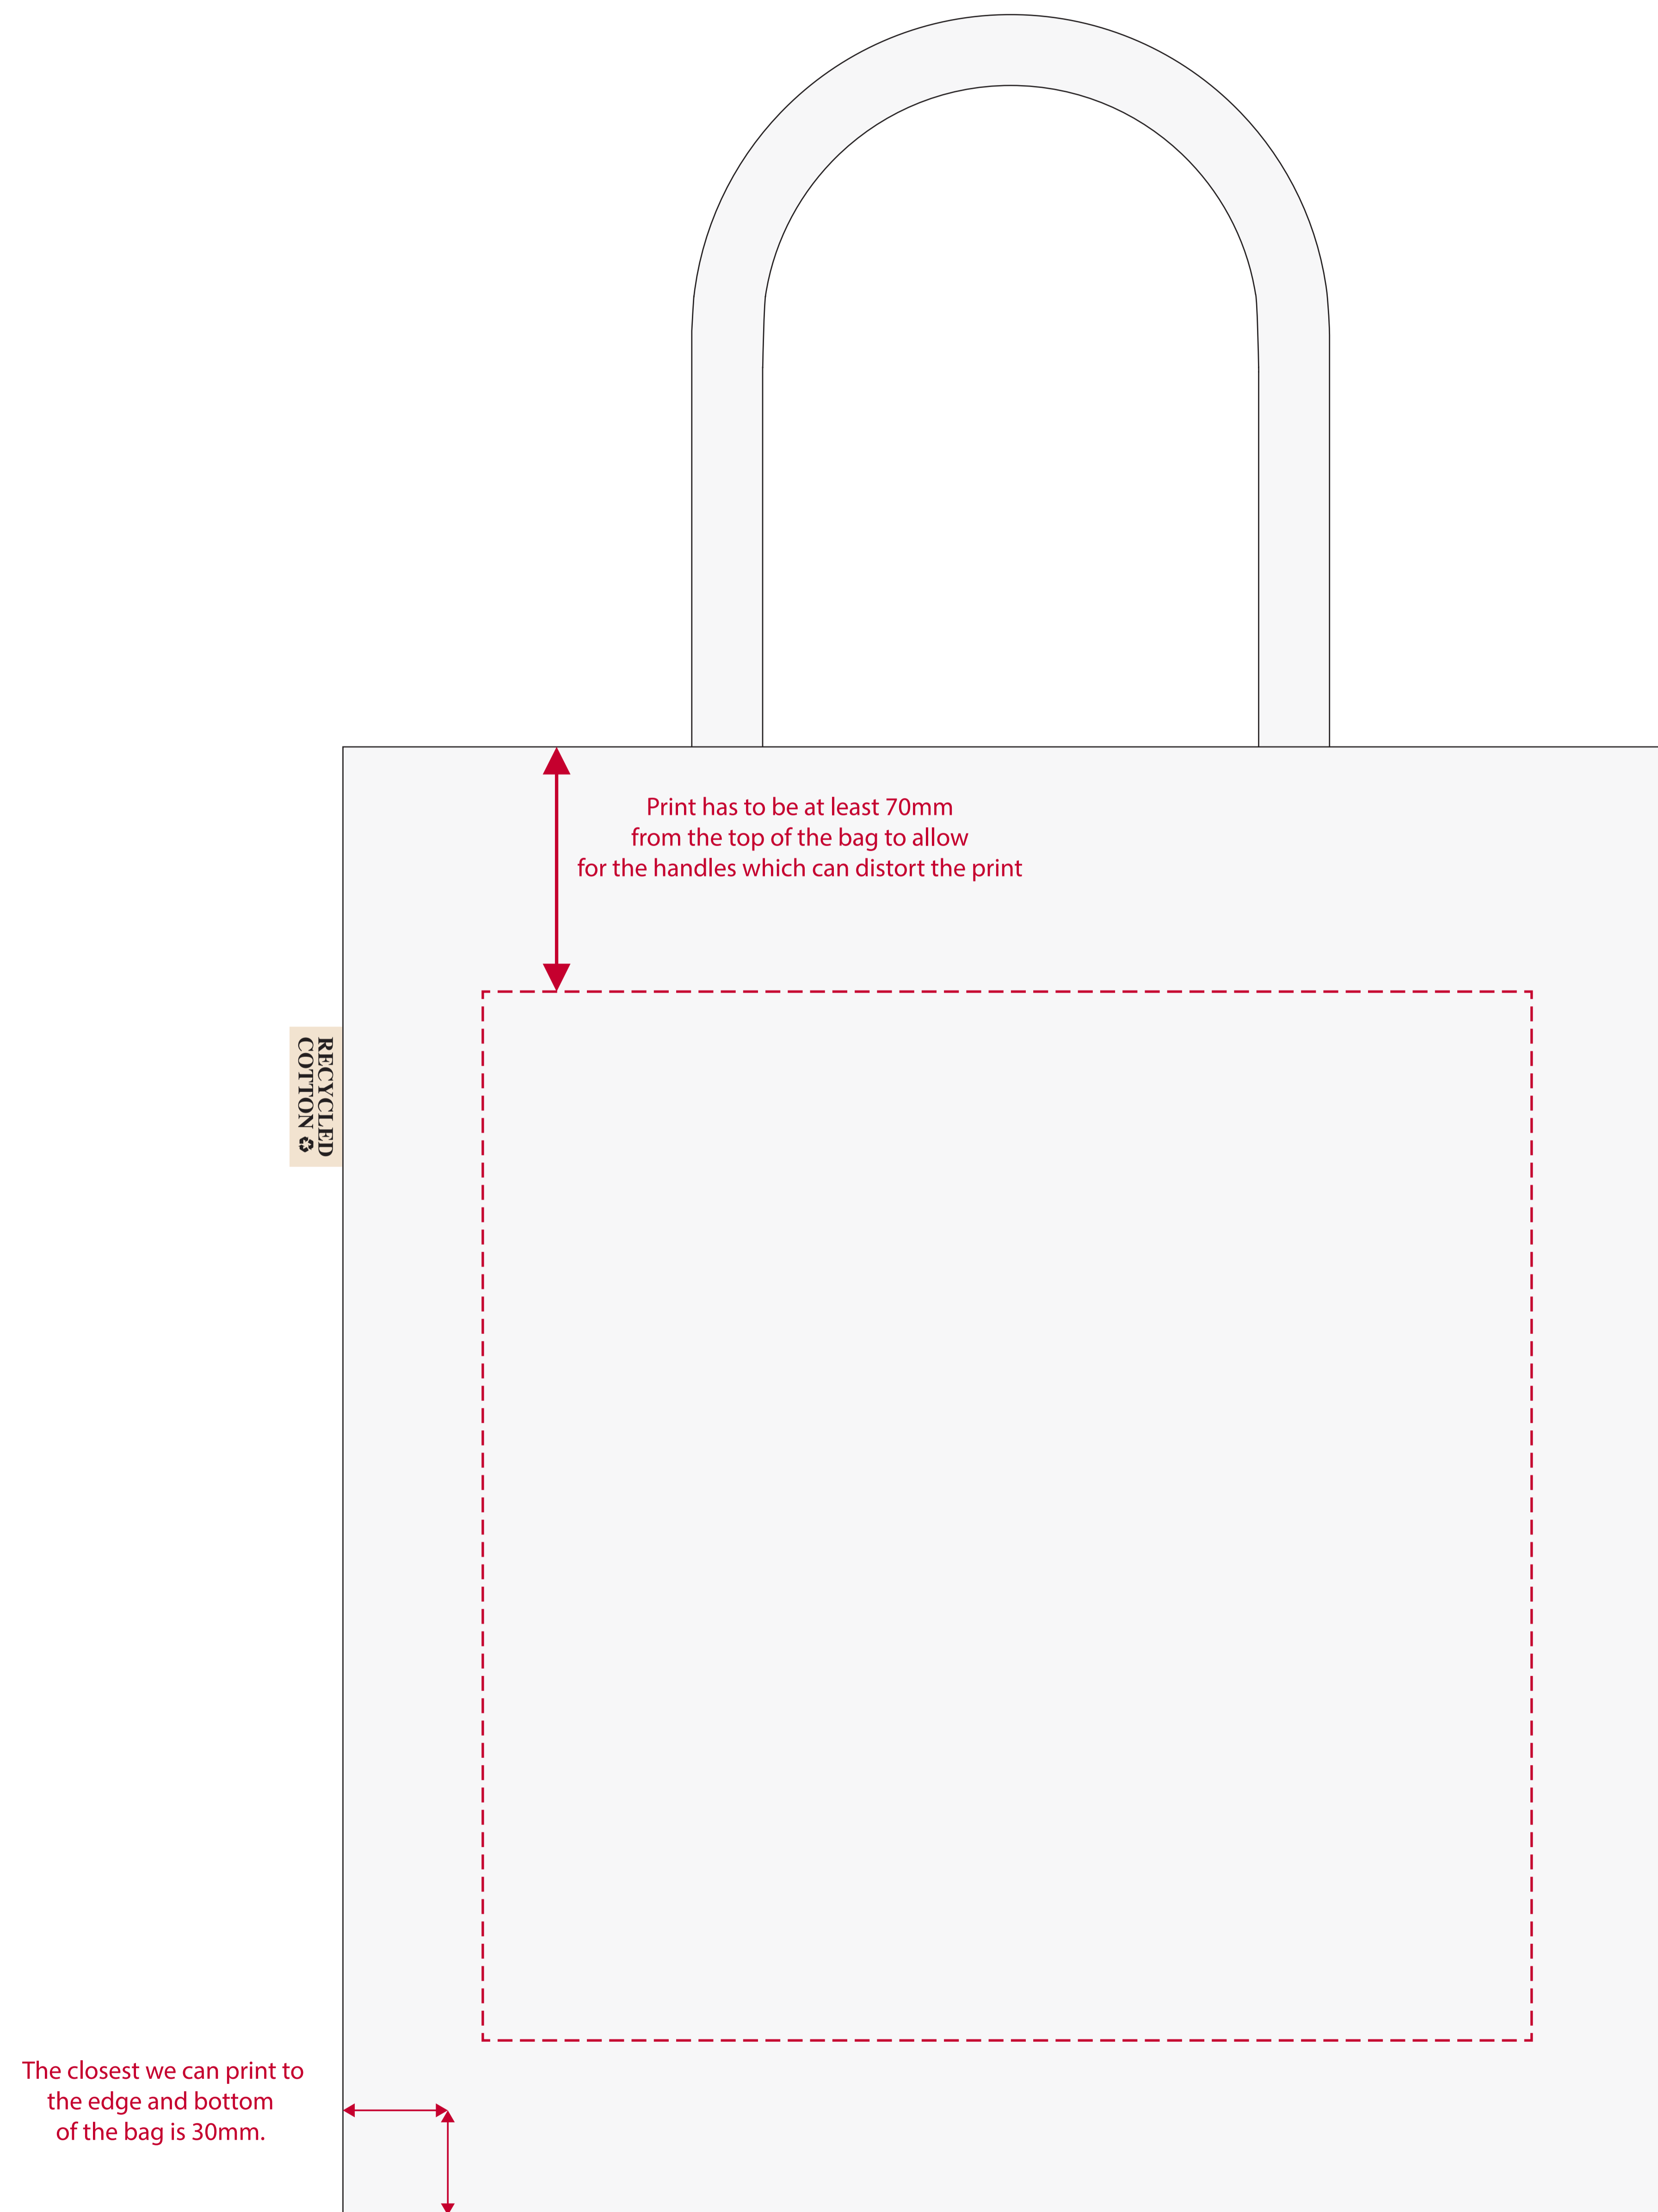 Print has to be at least 70mm
from the top of the bag to allow
for the handles which can distort the print
RECYCLED
COTTON
The closest we can print to
the edge and bottom
of the bag is 30mm.